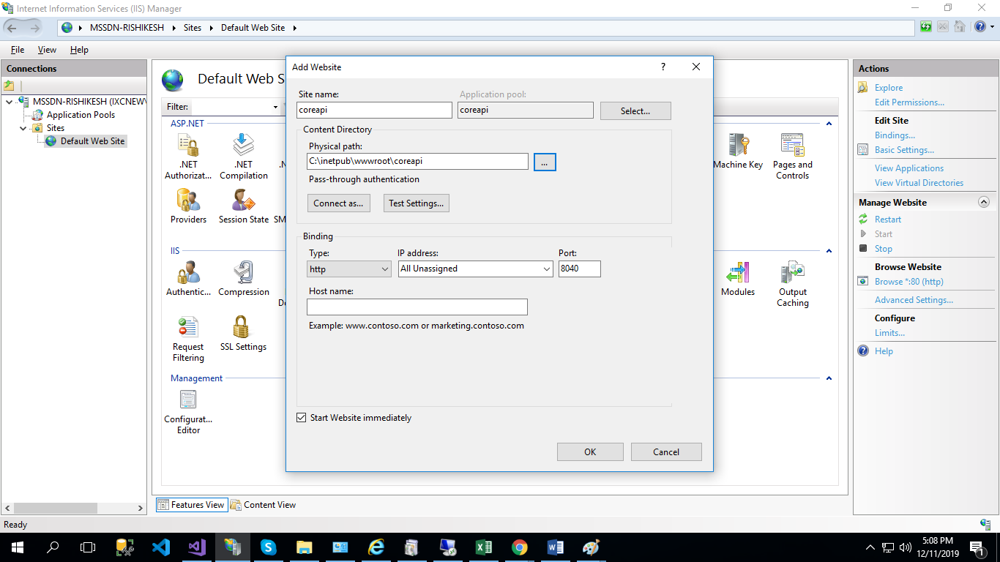 Internet Information Services (IIS) Manager
MSSDN-RISHIKESH
Sites
Default Web Site
File View Help
Connections
MSSDN-RISHIKESH (IXCNEW
Application Pools
Sites
Default Web Site
Default Web S
Filter:
ASP.NET
.NET
Authorizat...
.NET
Compilation
Machine Key
Pages and
Controls
Providers
Session State
SM
IIS
Authentic...
Compression
De
Modules
Output
Caching
Request
Filtering
SSL Settings
Management
Configurat...
Editor
Add Website
?
Site name:
Application pool:
coreapi
coreapi
Select...
Content Directory
Physical path:
C:\inetpub\wwwroot\coreapi
...
Pass-through authentication
Connect as...
Test Settings...
Binding
Type:
IP address:
Port:
http
All Unassigned
8040
Host name:
Example: www.contoso.com or marketing.contoso.com
Start Website immediately
OK
Cancel
Actions
Explore
Edit Permissions...
Edit Site
Bindings...
Basic Settings...
View Applications
View Virtual Directories
Manage Website
Restart
Start
Stop
Browse Website
Browse *:80 (http)
Advanced Settings...
Configure
Limits...
Help
Features View
Content View
Ready
5:08 PM
12/11/2019
1